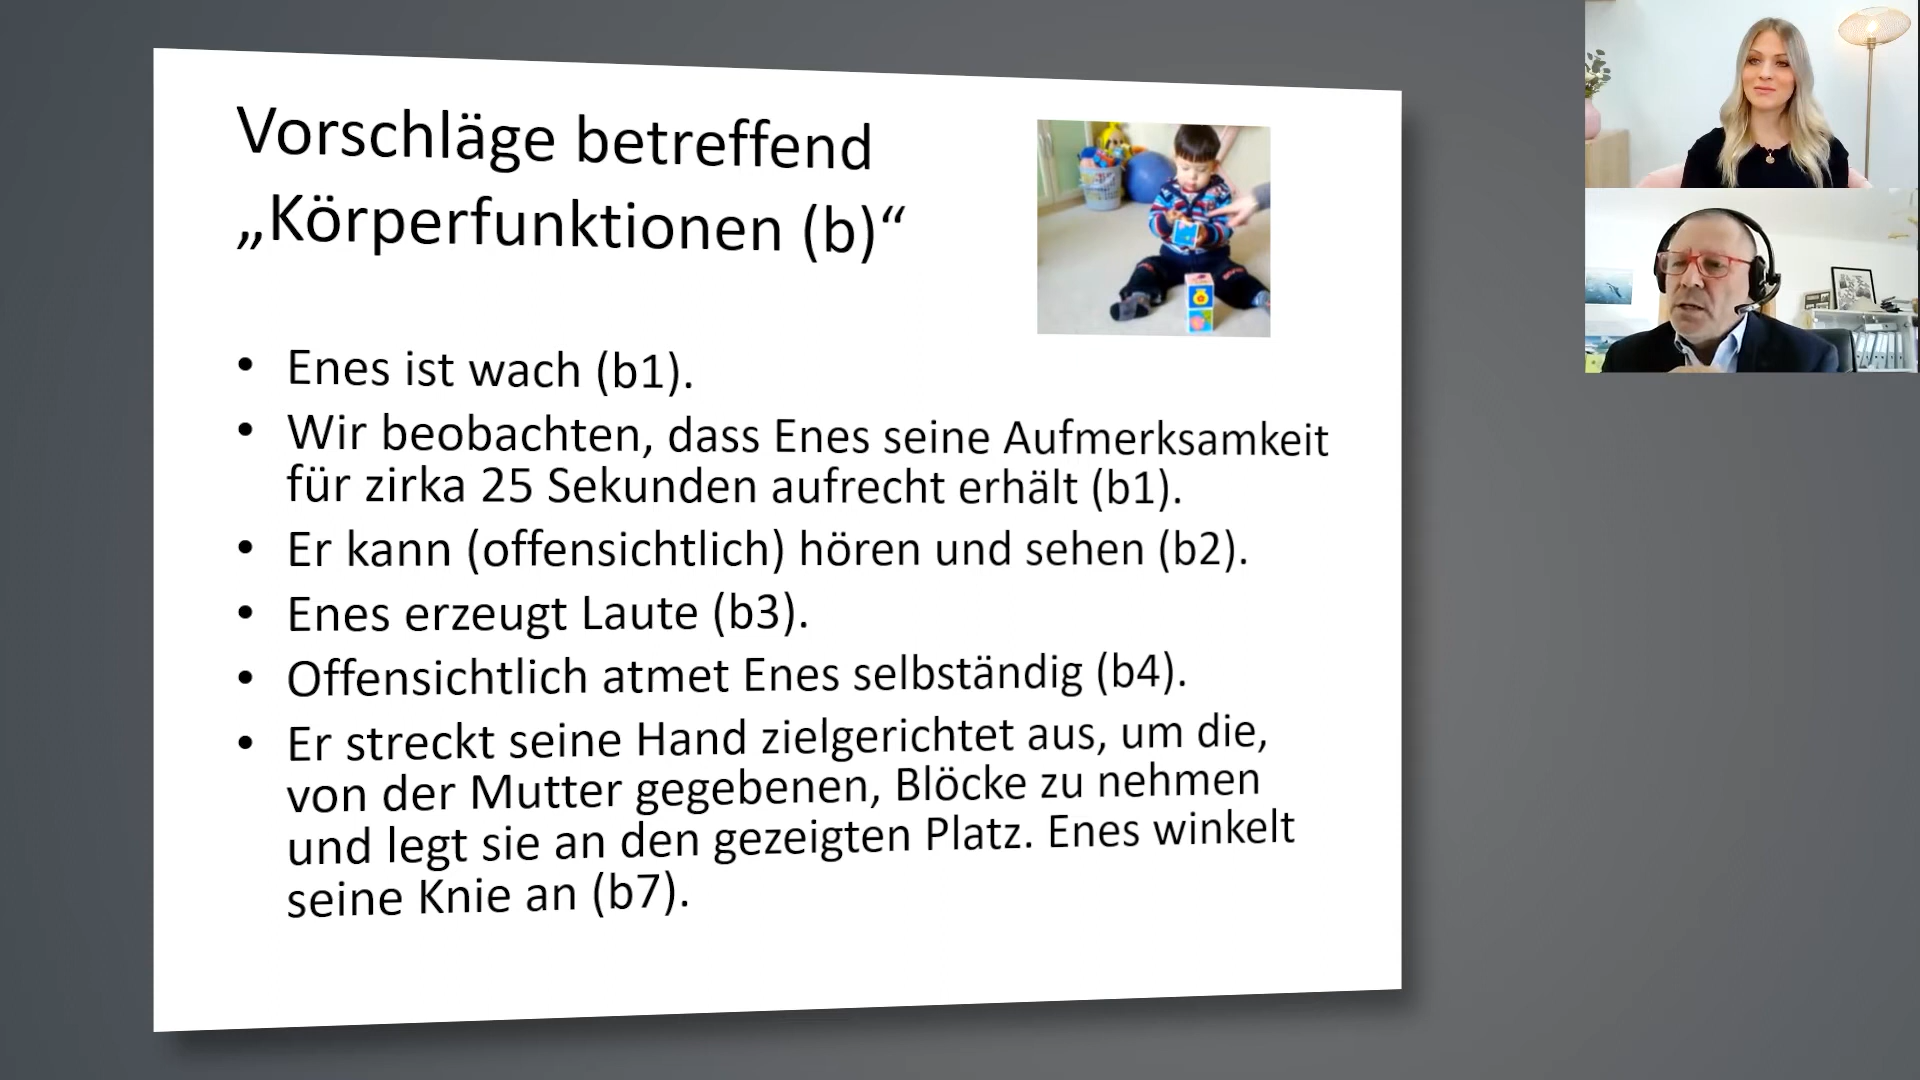 Vorschläge betreffend
„Körperfunktionen (b)“
• Enes ist wach (b1).
• Wir beobachten, dass Enes seine Aufmerksamkeit
für zirka 25 Sekunden aufrecht erhält (b1).
• Er kann (offensichtlich) hören und sehen (b2).
• Enes erzeugt Laute (b3).
• Offensichtlich atmet Enes selbständig (b4).
• Er streckt seine Hand zielgerichtet aus, um die,
von der Mutter gegebenen, Blöcke zu nehmen
und legt sie an den gezeigten Platz. Enes winkelt
seine Knie an (b7).